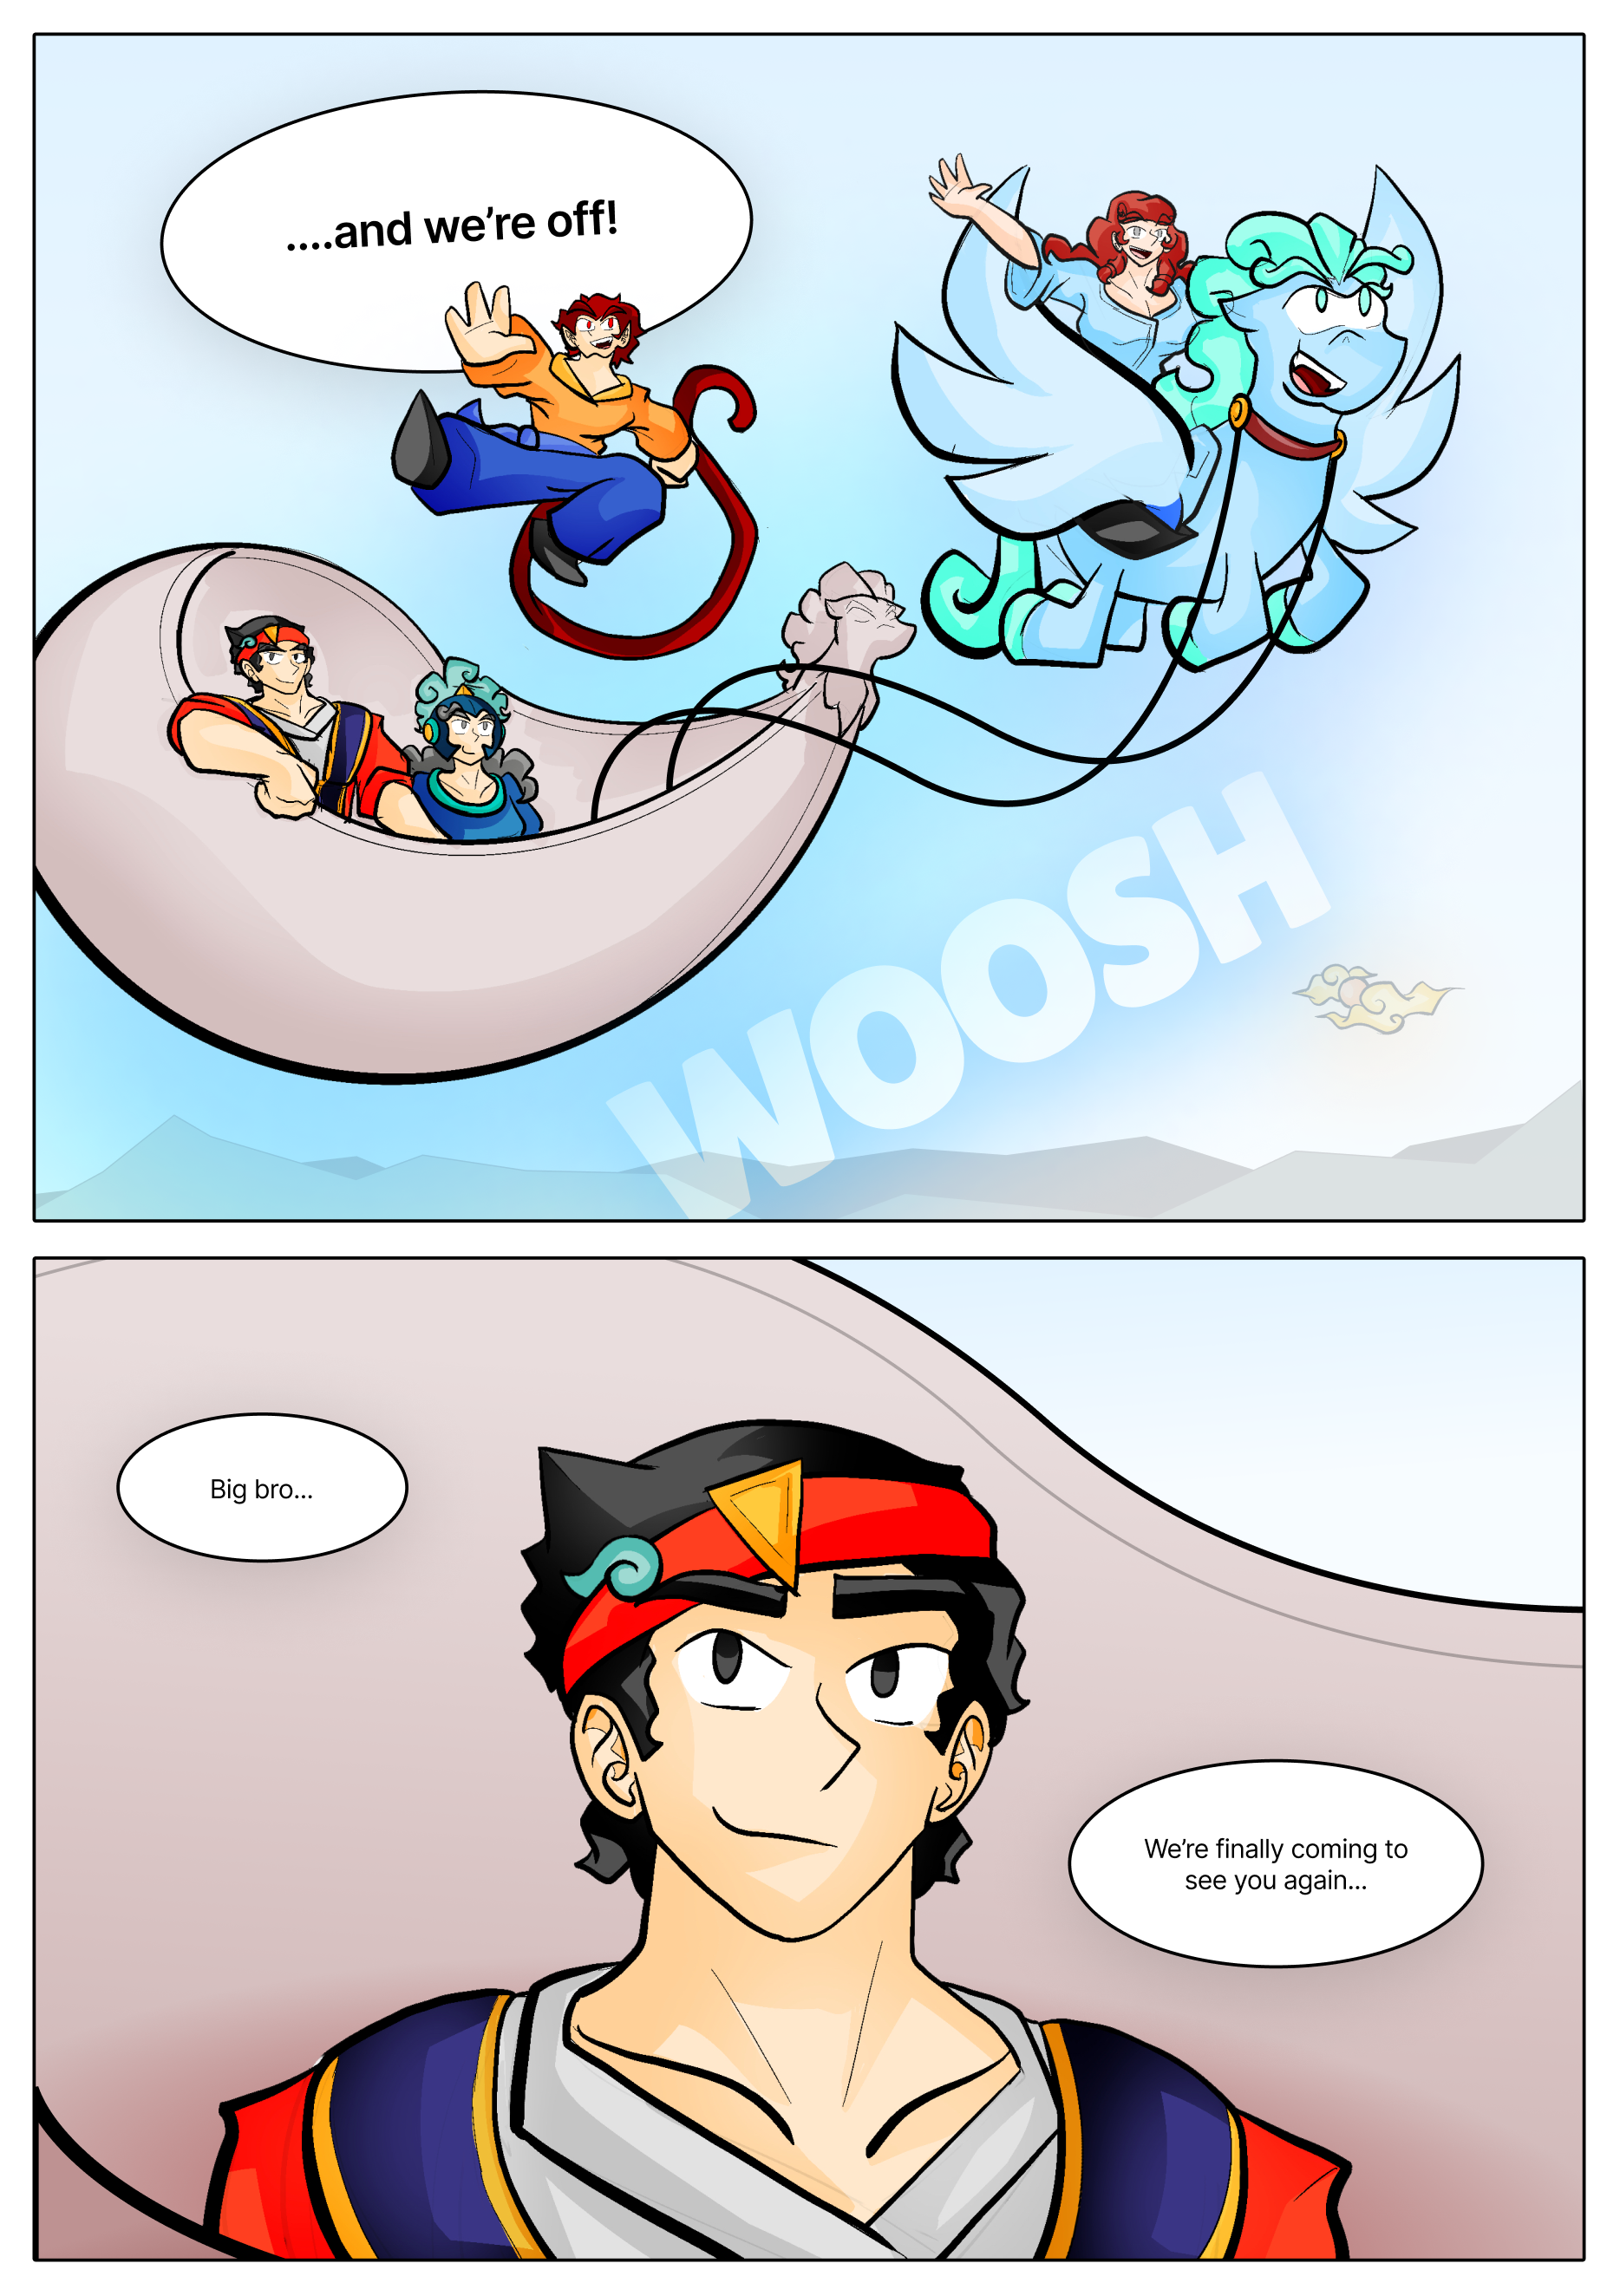 ....and we’re off!
WOOSH
Big bro...
We’re finally coming to
see you again...